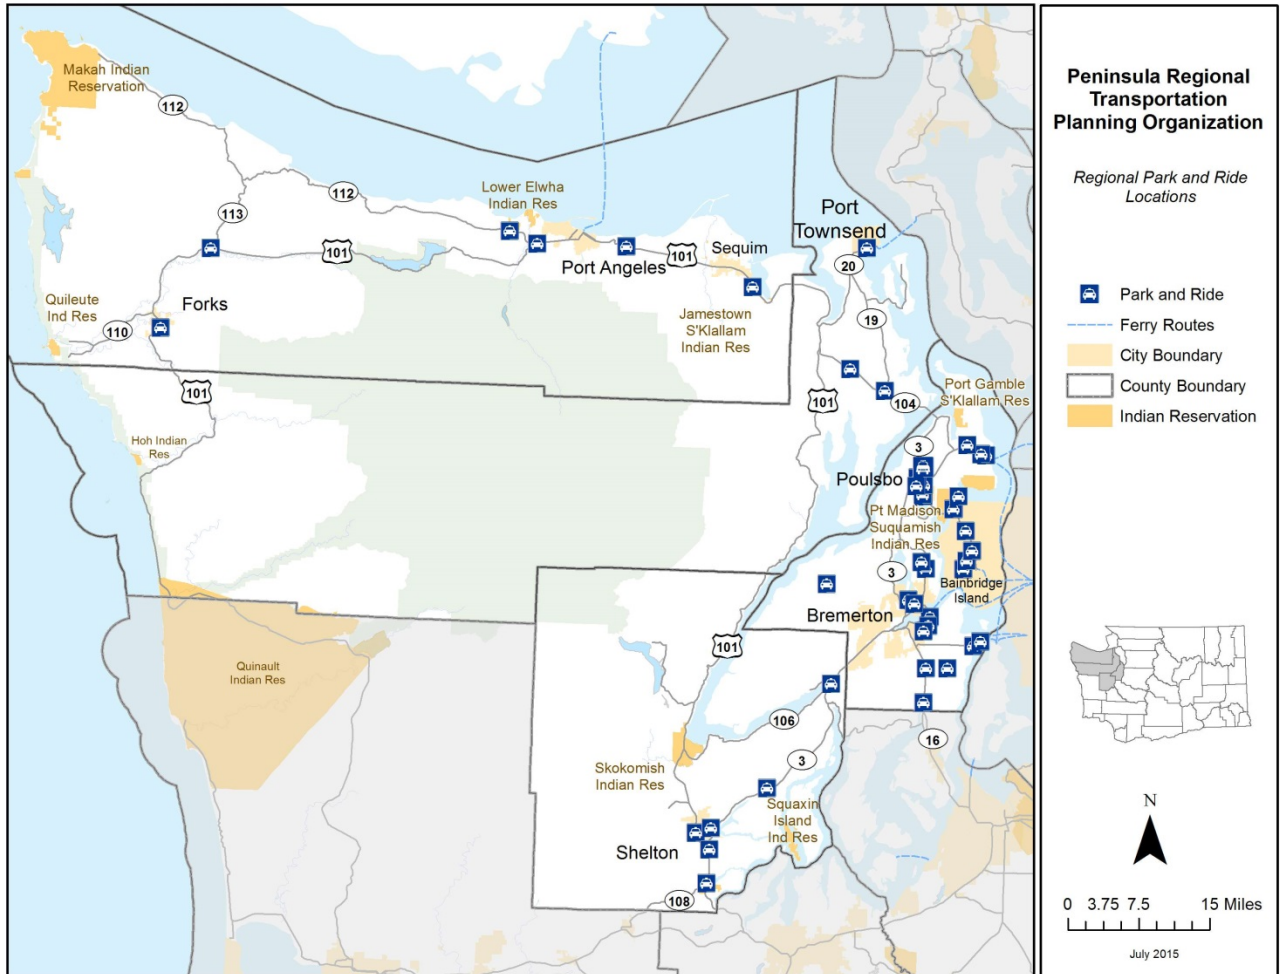 Makah Indian
Reservation
112
112
113
101
Lower Elwha
Indian Res
Port Angeles
101
Sequim
Port
Townsend
20
19
Jamestown
S'Klallam
Indian Res
Quileute
Ind Res
Forks
110
101
101
104
Port Gamble
S'Klallam Res
Hoh Indian
Res
3
Poulsbo
Pt Madison
Suquamish
Indian Res
3
Bainbridge
Island
Bremerton
101
Quinault
Indian Res
106
16
Skokomish
Indian Res
3
Squaxin
Island
Ind Res
Shelton
108
Peninsula Regional
Transportation
Planning Organization
Regional Park and Ride
Locations
Park and Ride
Ferry Routes
City Boundary
County Boundary
Indian Reservation
N
0 3.75 7.5 15 Miles
July 2015